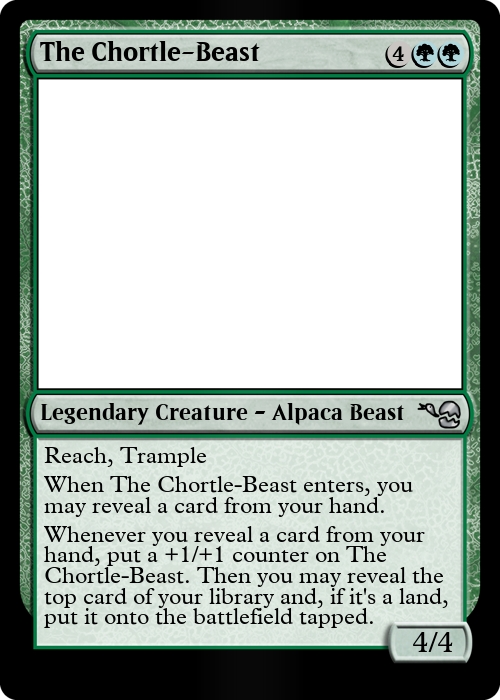 The Chortle-Beast 4
Legendary Creature – Alpaca Beast
Reach, Trample
When The Chortle-Beast enters, you
may reveal a card from your hand.
Whenever you reveal a card from your
hand, put a +1/+1 counter on The
Chortle-Beast. Then you may reveal the
top card of your library and, if it's a land,
put it onto the battlefield tapped.
4/4